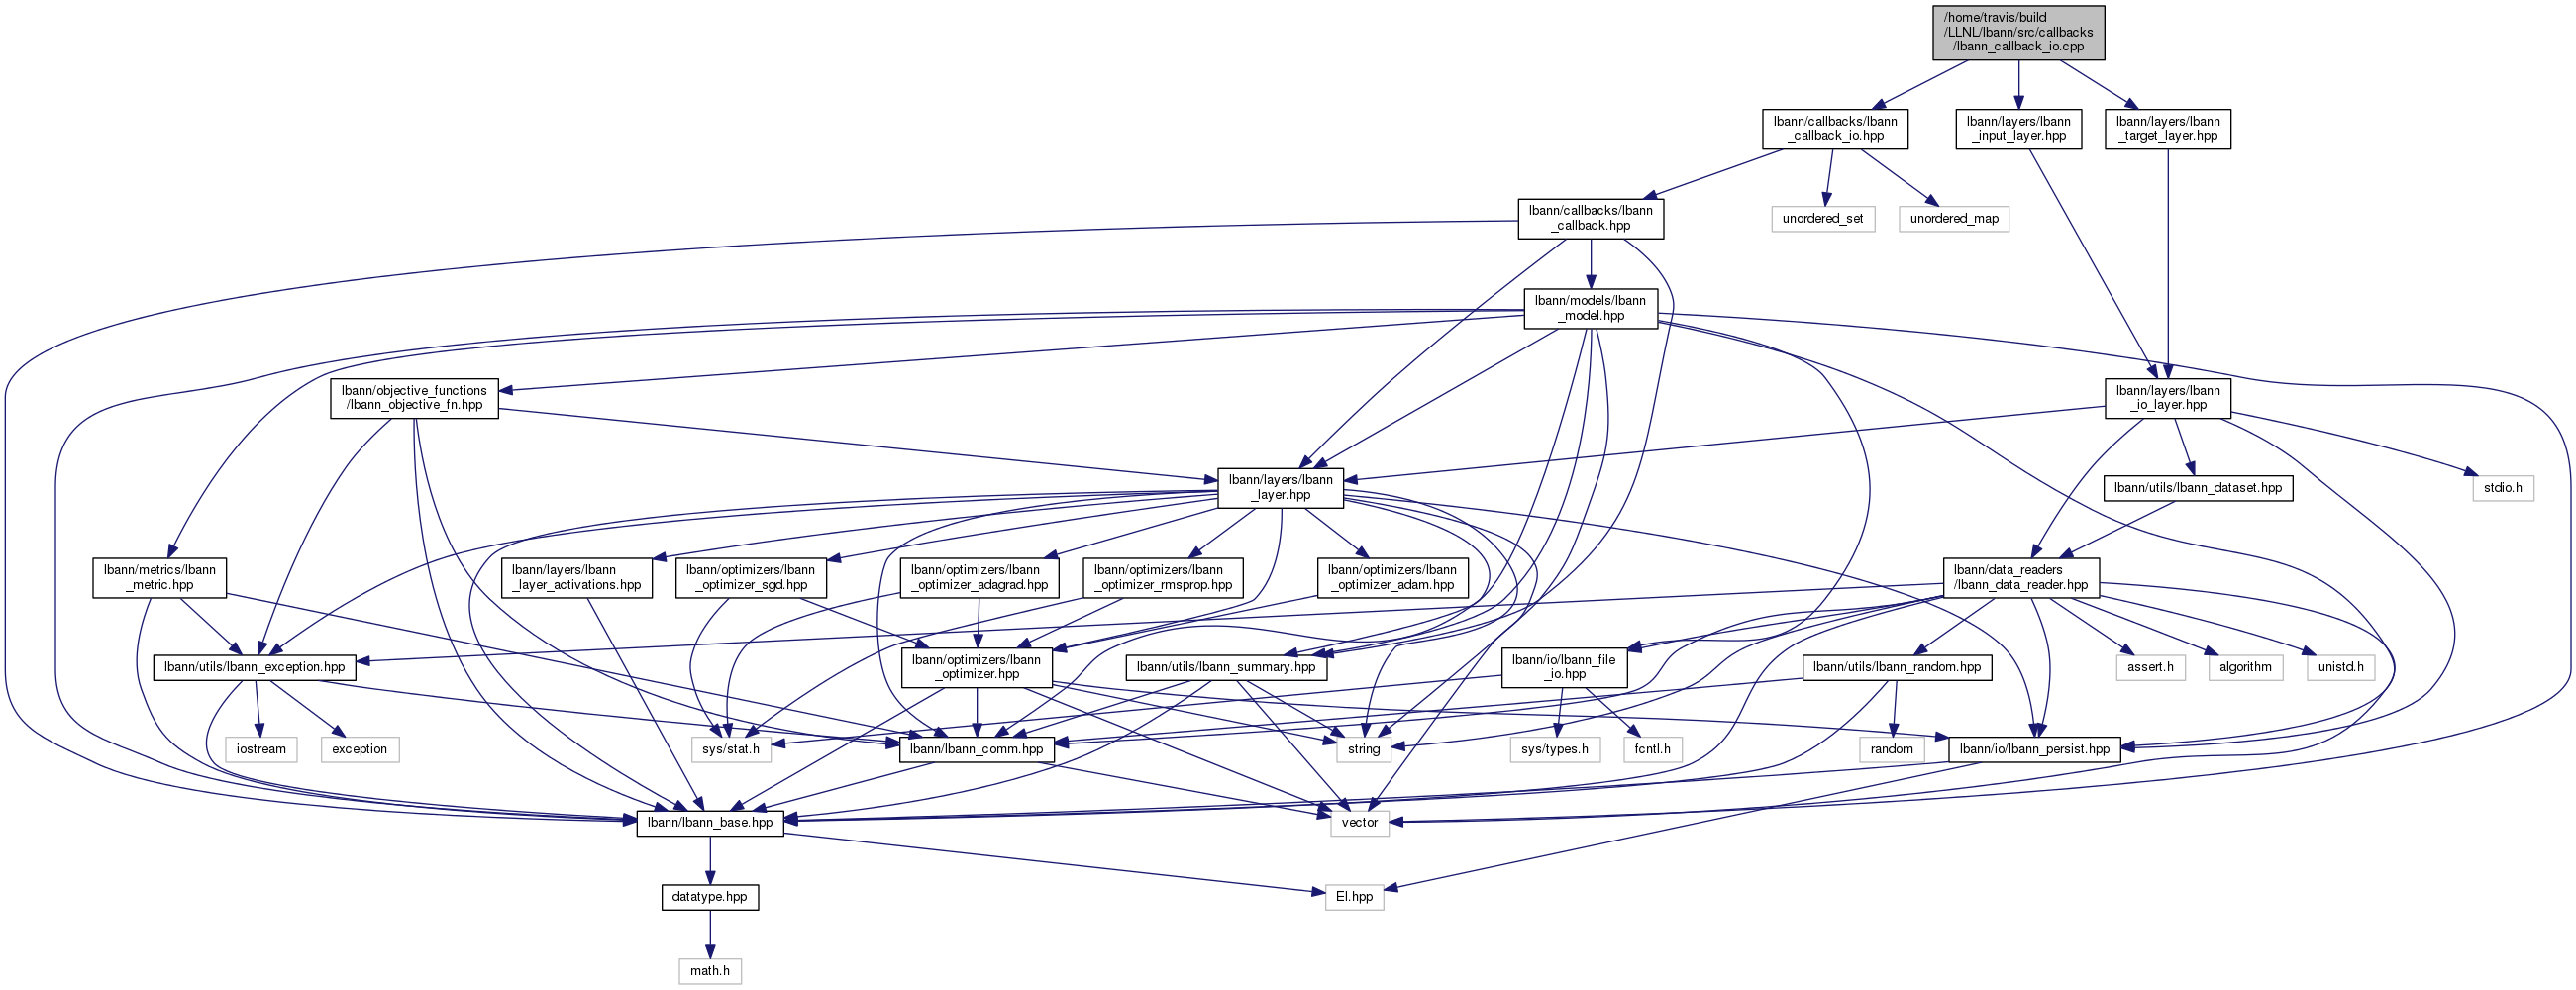 /home/travis/build
/LLNL/lbann/src/callbacks
/lbann_callback_io.cpp
lbann/callbacks/lbann
_callback_io.hpp
lbann/layers/lbann
_input_layer.hpp
lbann/layers/lbann
_target_layer.hpp
lbann/callbacks/lbann
_callback.hpp
unordered_set
unordered_map
lbann/models/lbann
_model.hpp
lbann/objective_functions
/lbann_objective_fn.hpp
lbann/layers/lbann
_io_layer.hpp
lbann/layers/lbann
_layer.hpp
lbann/utils/lbann_dataset.hpp
stdio.h
lbann/metrics/lbann
_metric.hpp
lbann/layers/lbann
_layer_activations.hpp
lbann/optimizers/lbann
_optimizer_sgd.hpp
lbann/optimizers/lbann
_optimizer_adagrad.hpp
lbann/optimizers/lbann
_optimizer_rmsprop.hpp
lbann/optimizers/lbann
_optimizer_adam.hpp
lbann/data_readers
/lbann_data_reader.hpp
lbann/utils/lbann_exception.hpp
lbann/optimizers/lbann
_optimizer.hpp
lbann/utils/lbann_summary.hpp
lbann/io/lbann_file
_io.hpp
lbann/utils/lbann_random.hpp
assert.h
algorithm
unistd.h
iostream
exception
sys/stat.h
lbann/lbann_comm.hpp
string
sys/types.h
fcntl.h
random
lbann/io/lbann_persist.hpp
lbann/lbann_base.hpp
vector
datatype.hpp
El.hpp
math.h